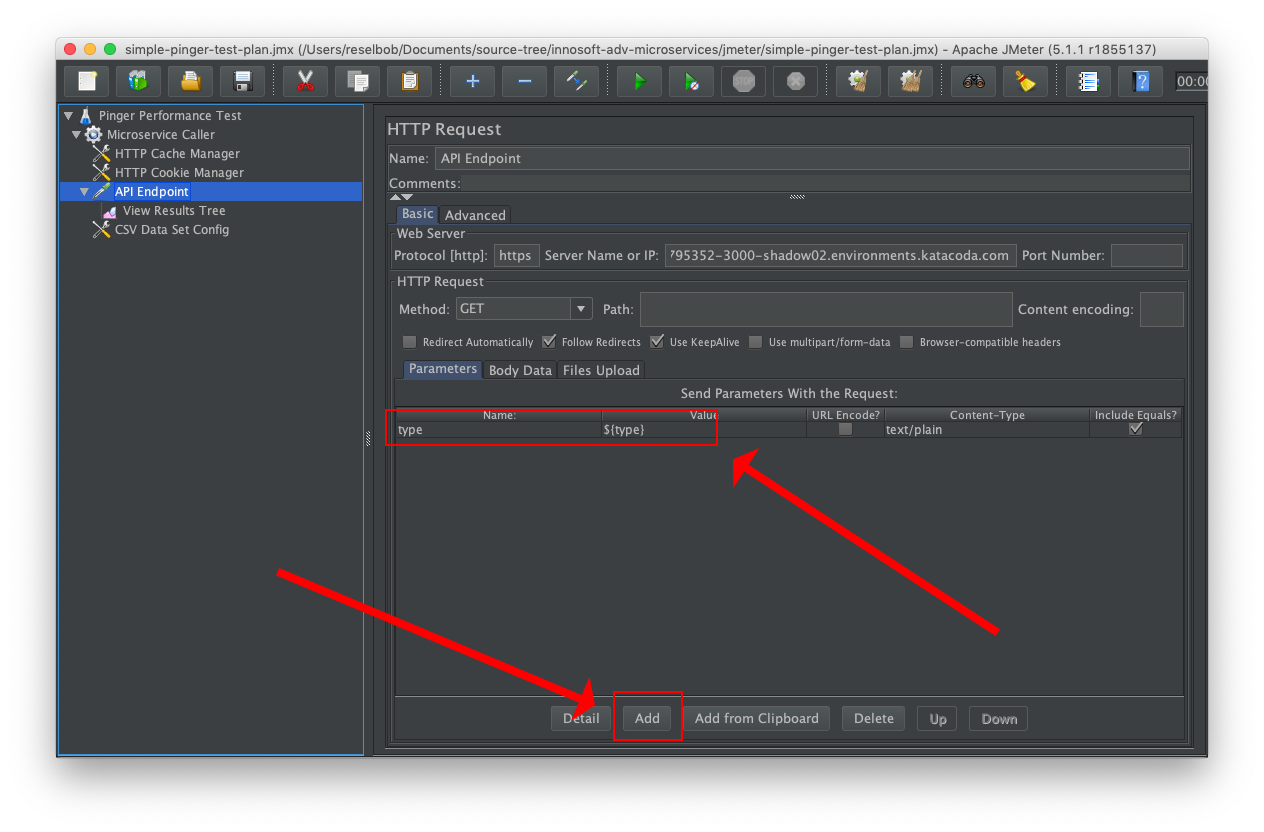 simple-pinger-test-plan.jmx (/Users/reselbob/Documents/source-tree/innosoft-adv-microservices/jmeter/simple-pinger-test-plan.jmx) - Apache JMeter (5.1.1 r1855137)
STOP
?
Pinger Performance Test
Microservice Caller
HTTP Cache Manager
HTTP Cookie Manager
API Endpoint
View Results Tree
CSV Data Set Config
HTTP Request
Name: API Endpoint
Comments:
Basic Advanced
Web Server
Protocol [http]: https Server Name or IP: 795352-3000-shadow02.environments.katacoda.com Port Number:
HTTP Request
Method: GET Path: Content encoding:
Redirect Automatically Follow Redirects Use KeepAlive Use multipart/form-data Browser-compatible headers
Parameters Body Data Files Upload
Send Parameters With the Request:
Name: Value URL Encode? Content-Type Include Equals?
type ${type} text/plain
Detail Add Add from Clipboard Delete Up Down